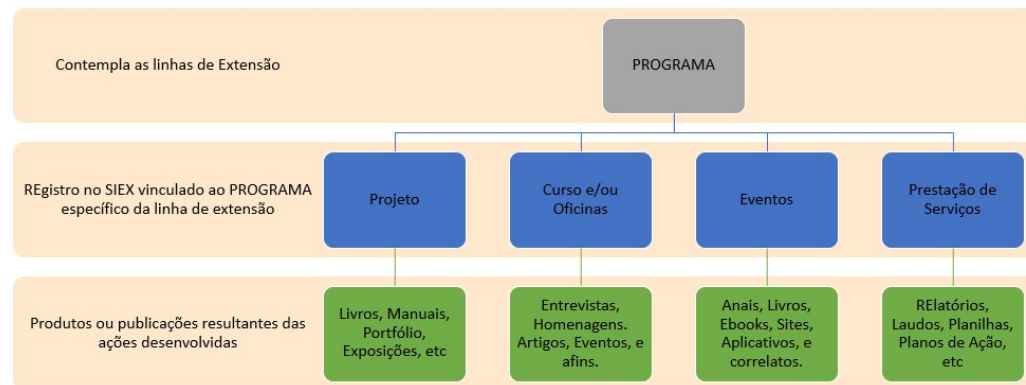 Contempla as linhas de Extensão
PROGRAMA
REgistro no SIEX vinculado ao PROGRAMA
específico da linha de extensão
Projeto
Curso e/ou
Oficinas
Eventos
Prestação de
Serviços
Produtos ou publicações resultantes das
ações desenvolvidas
Livros, Manuais,
Portfólio,
Exposições, etc
Entrevistas,
Homenagens.
Artigos, Eventos, e
afins.
Anais, Livros,
Ebooks, Sites,
Aplicativos, e
correlatos.
RElatórios,
Laudos, Planilhas,
Planos de Ação,
etc